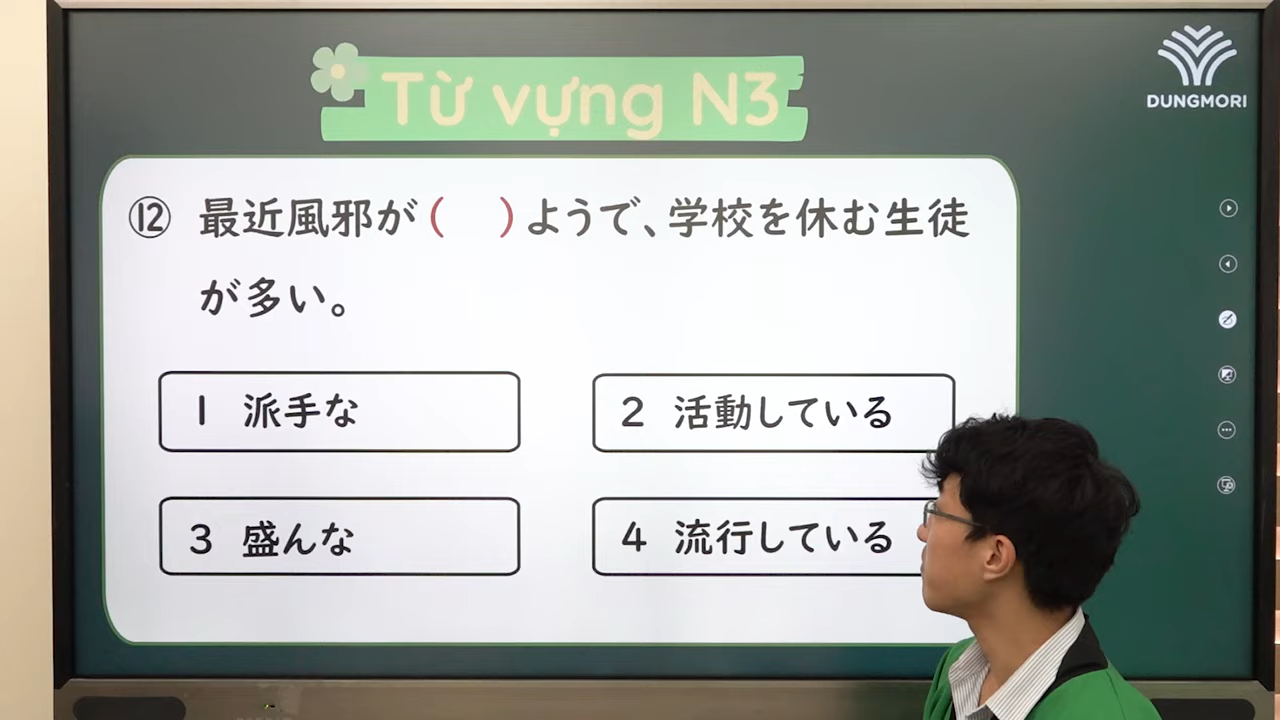 Từ vựng N3
DUNGMORI
⑫ 最近風邪が( )ようで、学校を休む生徒
が多い。
1 派手な
2 活動している
3 盛んな
4 流行している